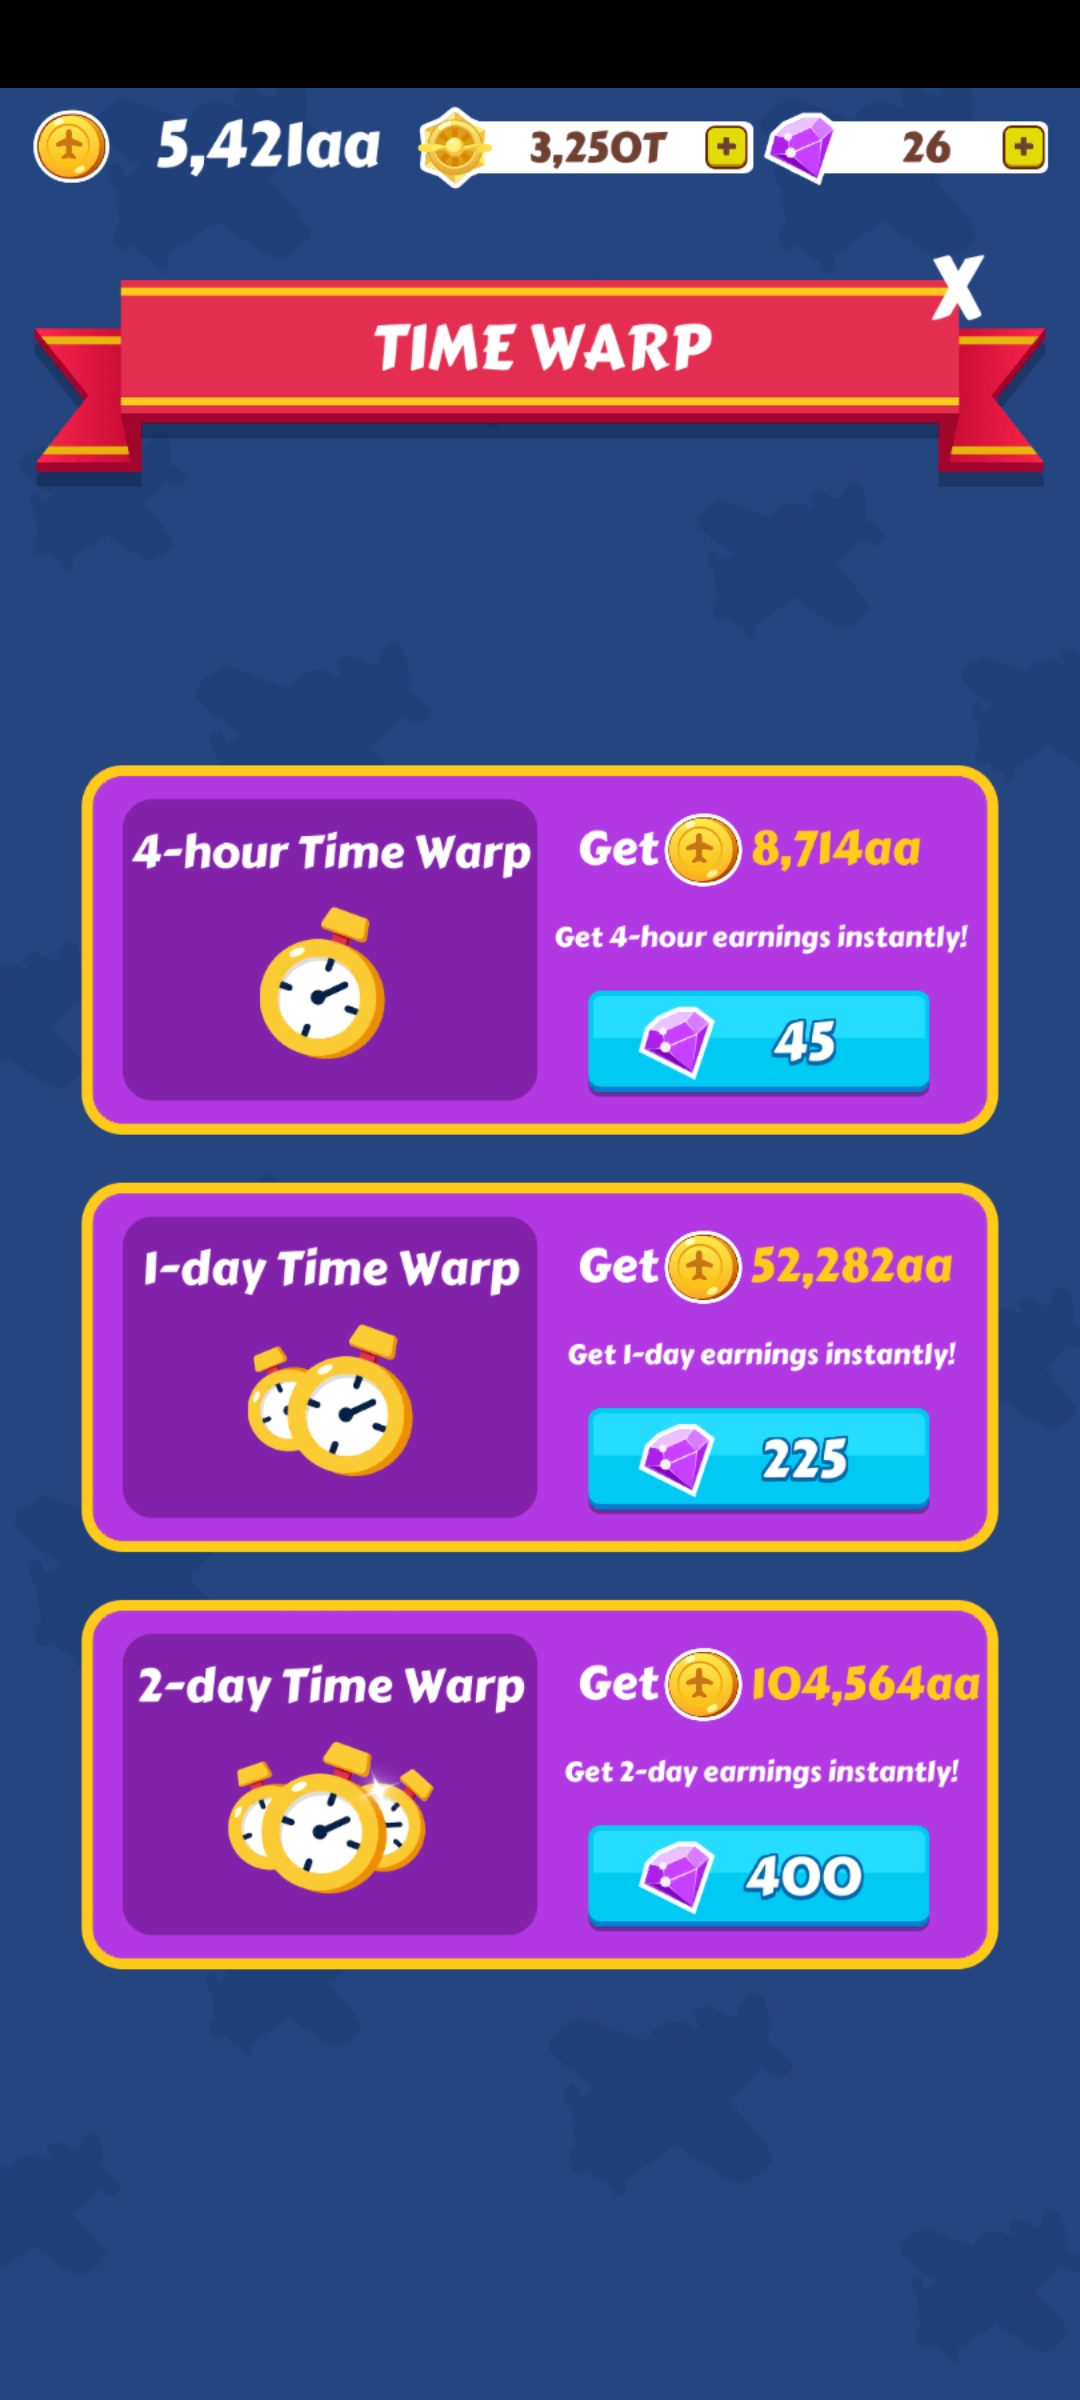 5,421aa 3,250T + 26 +
X
TIME WARP
4-hour Time Warp
Get 8,714aa
Get 4-hour earnings instantly!
45
1-day Time Warp
Get 52,282aa
Get 1-day earnings instantly!
225
2-day Time Warp
Get 104,564aa
Get 2-day earnings instantly!
400